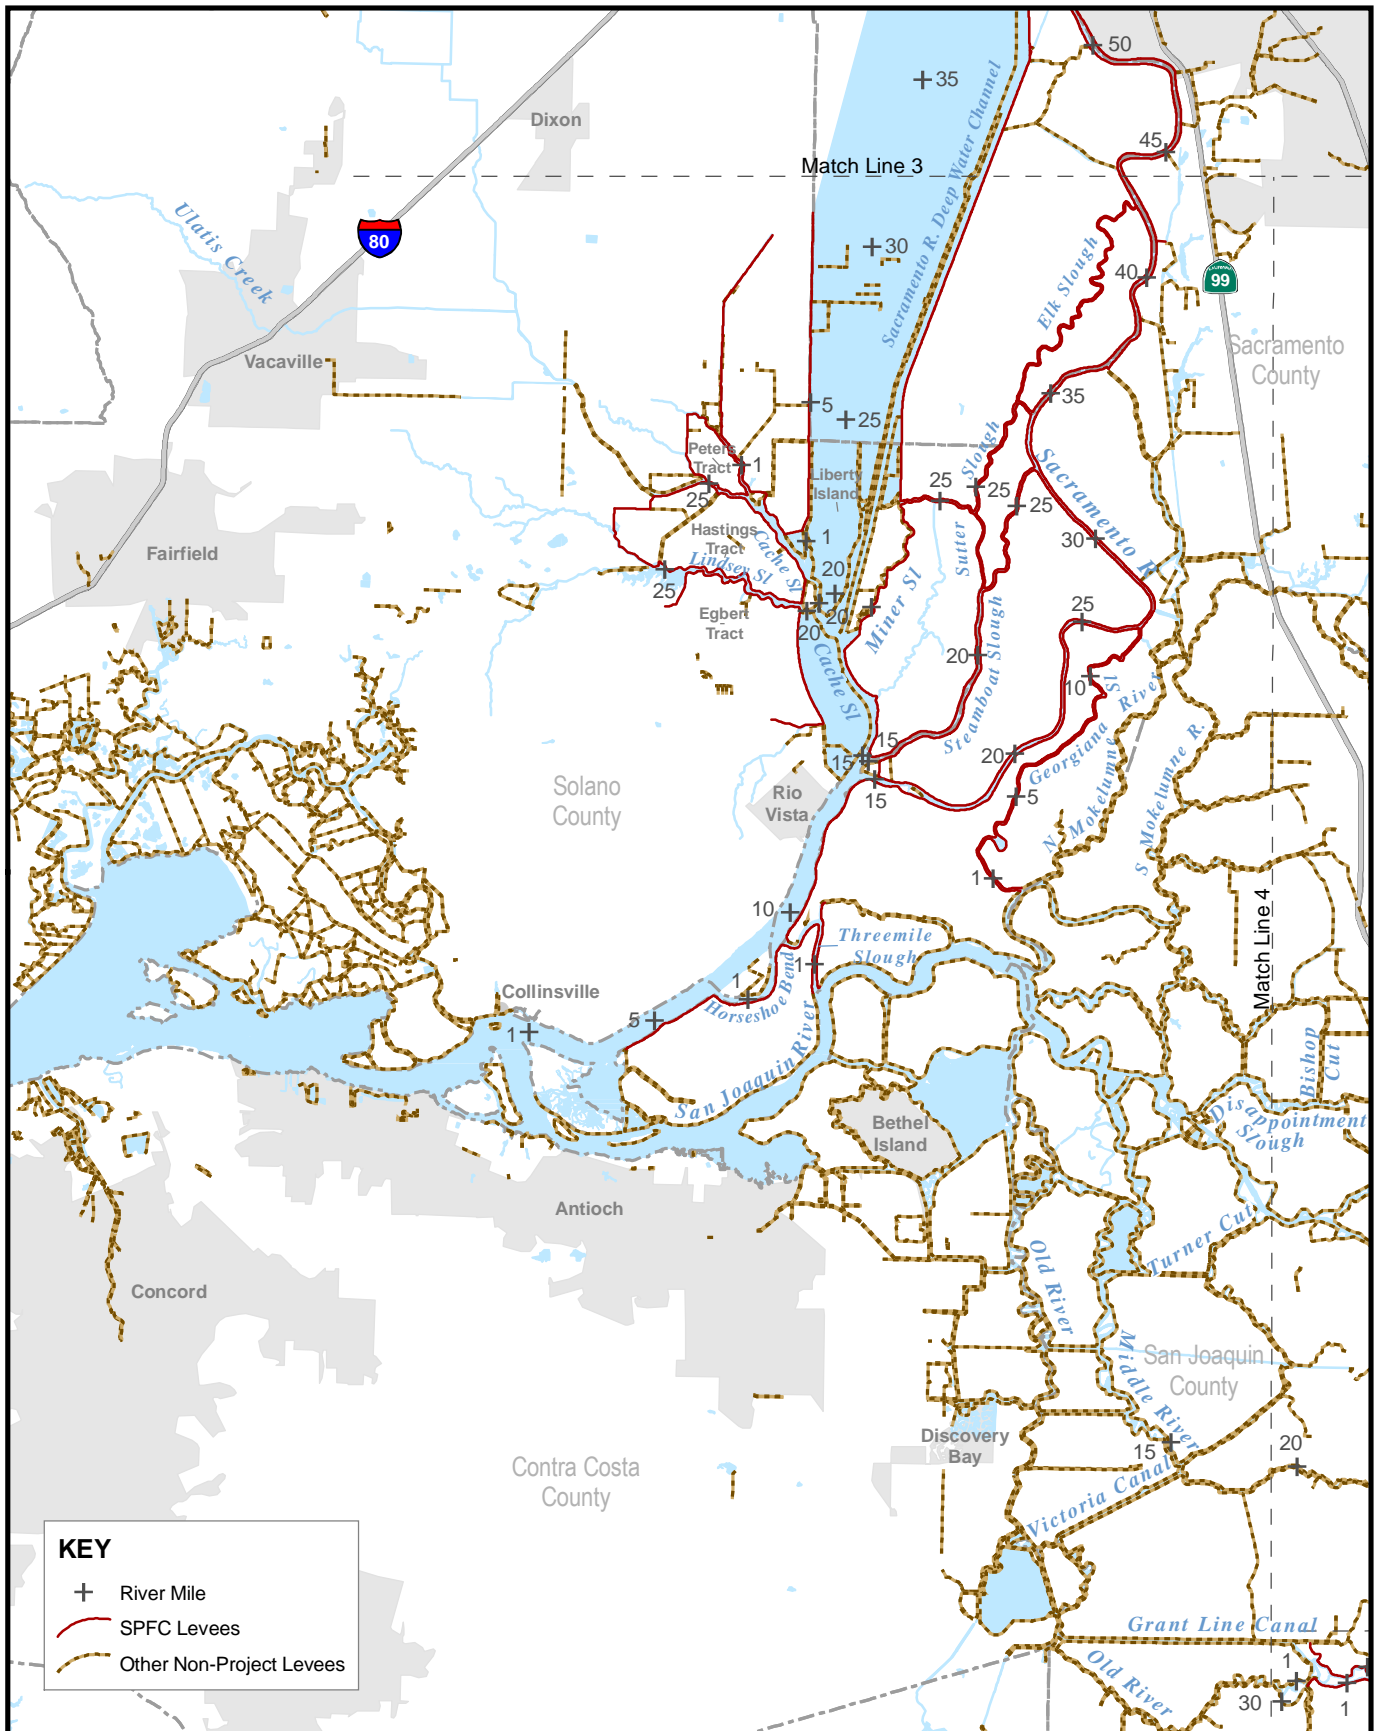 50
35
Dixon
Sacramento R. Deep Water Channel
45
Match Line 3
Ulatis Creek
80
30
Elk Slough
40
99
Sacramento
County
Vacaville
35
5
25
Slough
Sacramento R
Peters
Tract
1
25
Liberty
Island
25
25
25
Hastings
Tract
Cache Sl
1
Sutter
30
Fairfield
Lindsey Sl
25
20
Miner Sl
Egbert
Tract
20
20
25
Cache Sl
Steamboat Slough
20
10
Sl
River
Georgiana
N. Mokelumne
S Mokelumne R.
15
15
15
20
5
Solano
County
Rio
Vista
1
10
Threemile
Slough
Match Line 4
1
1
Horseshoe Bend
Collinsville
1
5
San Joaquin River
Bishop
Cut
Disappointment
Slough
Bethel
Island
Antioch
Turner Cut
Old River
Concord
Middle River
San Joaquin
County
Discovery
Bay
15
20
Contra Costa
County
Victoria Canal
KEY
River Mile
SPFC Levees
Other Non-Project Levees
Grant Line Canal
Old River
1
30
1